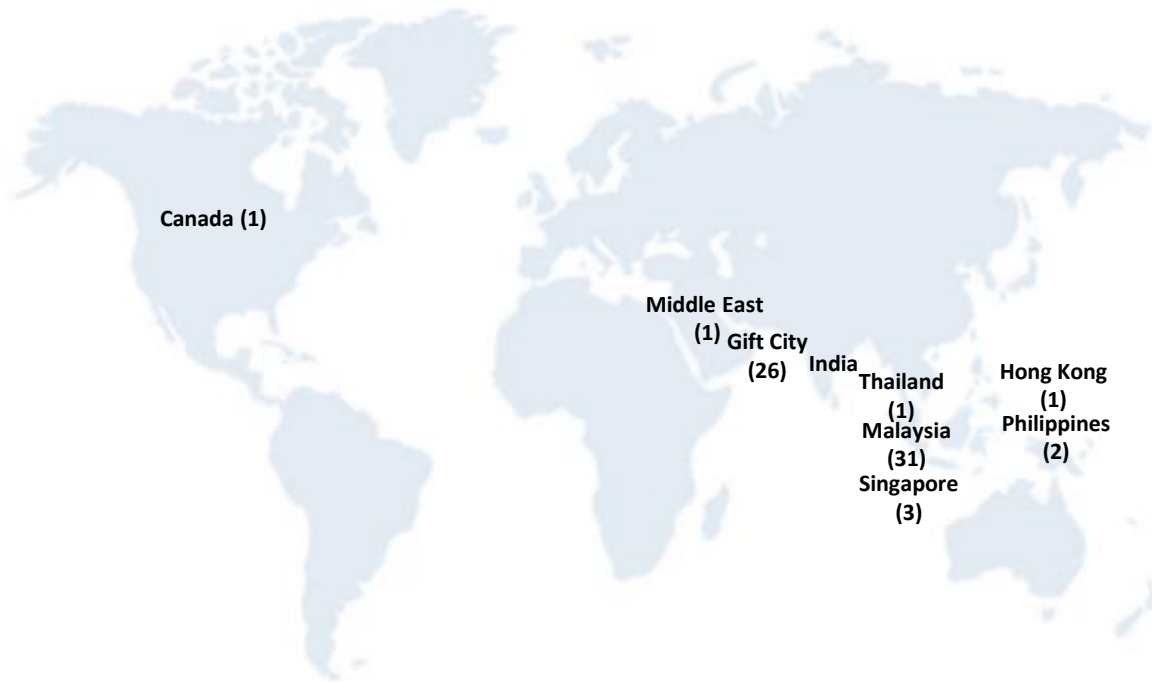 Canada (1)
Middle East
(1)
Gift City
(26)
India
Thailand
(1)
Malaysia
(31)
Singapore
(3)
Hong Kong
(1)
Philippines
(2)